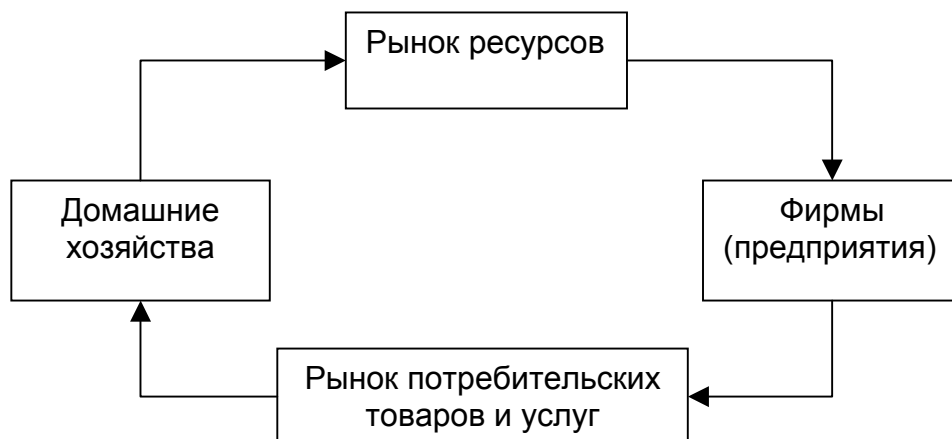 Рынок ресурсов
Домашние
хозяйства
Фирмы
(предприятия)
Рынок потребительских
товаров и услуг